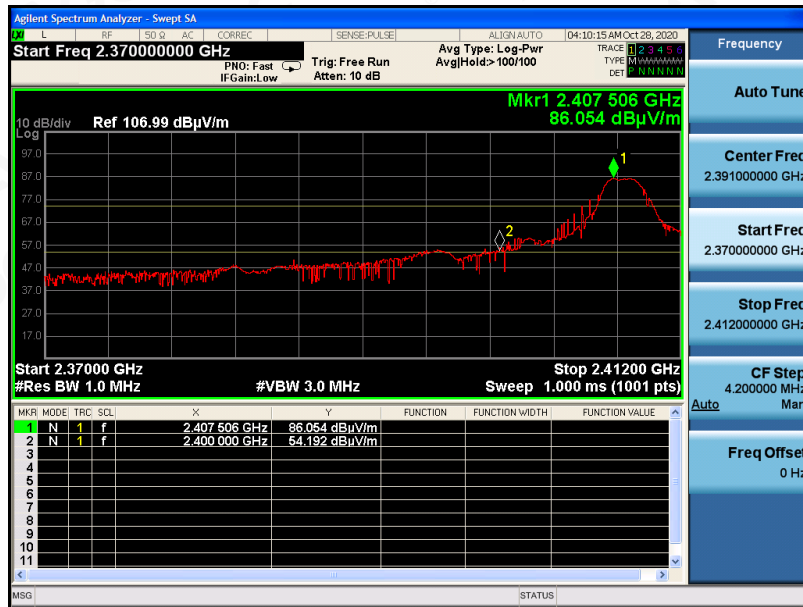 Agilent Spectrum Analyzer - Swept SA
LXI L RF 50 Ω AC CORREC SENSE:PULSE ALIGNAUTO 04:10:15 AM Oct 28, 2020
Start Freq 2.370000000 GHz
PNO: Fast
IFGain:Low
Trig: Free Run
Atten: 10 dB
Avg Type: Log-Pwr
Avg|Hold:>100/100
TRACE 1 2 3 4 5 6
TYPE M
DET P N N N N N
Mkr1 2.407 506 GHz
86.054 dBµV/m
10 dB/div Ref 106.99 dBµV/m
Log
97.0
87.0
77.0
67.0
57.0
47.0
37.0
27.0
17.0
1
2
Start 2.37000 GHz Stop 2.41200 GHz
#Res BW 1.0 MHz #VBW 3.0 MHz Sweep 1.000 ms (1001 pts)
MKR MODE TRC SCL X Y FUNCTION FUNCTION WIDTH FUNCTION VALUE
1 N 1 f 2.407 506 GHz 86.054 dBµV/m
2 N 1 f 2.400 000 GHz 54.192 dBµV/m
3
4
5
6
7
8
9
10
11
MSG STATUS
Frequency
Auto Tune
Center Freq
2.391000000 GHz
Start Freq
2.370000000 GHz
Stop Freq
2.412000000 GHz
CF Step
4.200000 MHz
Auto Man
Freq Offset
0 Hz